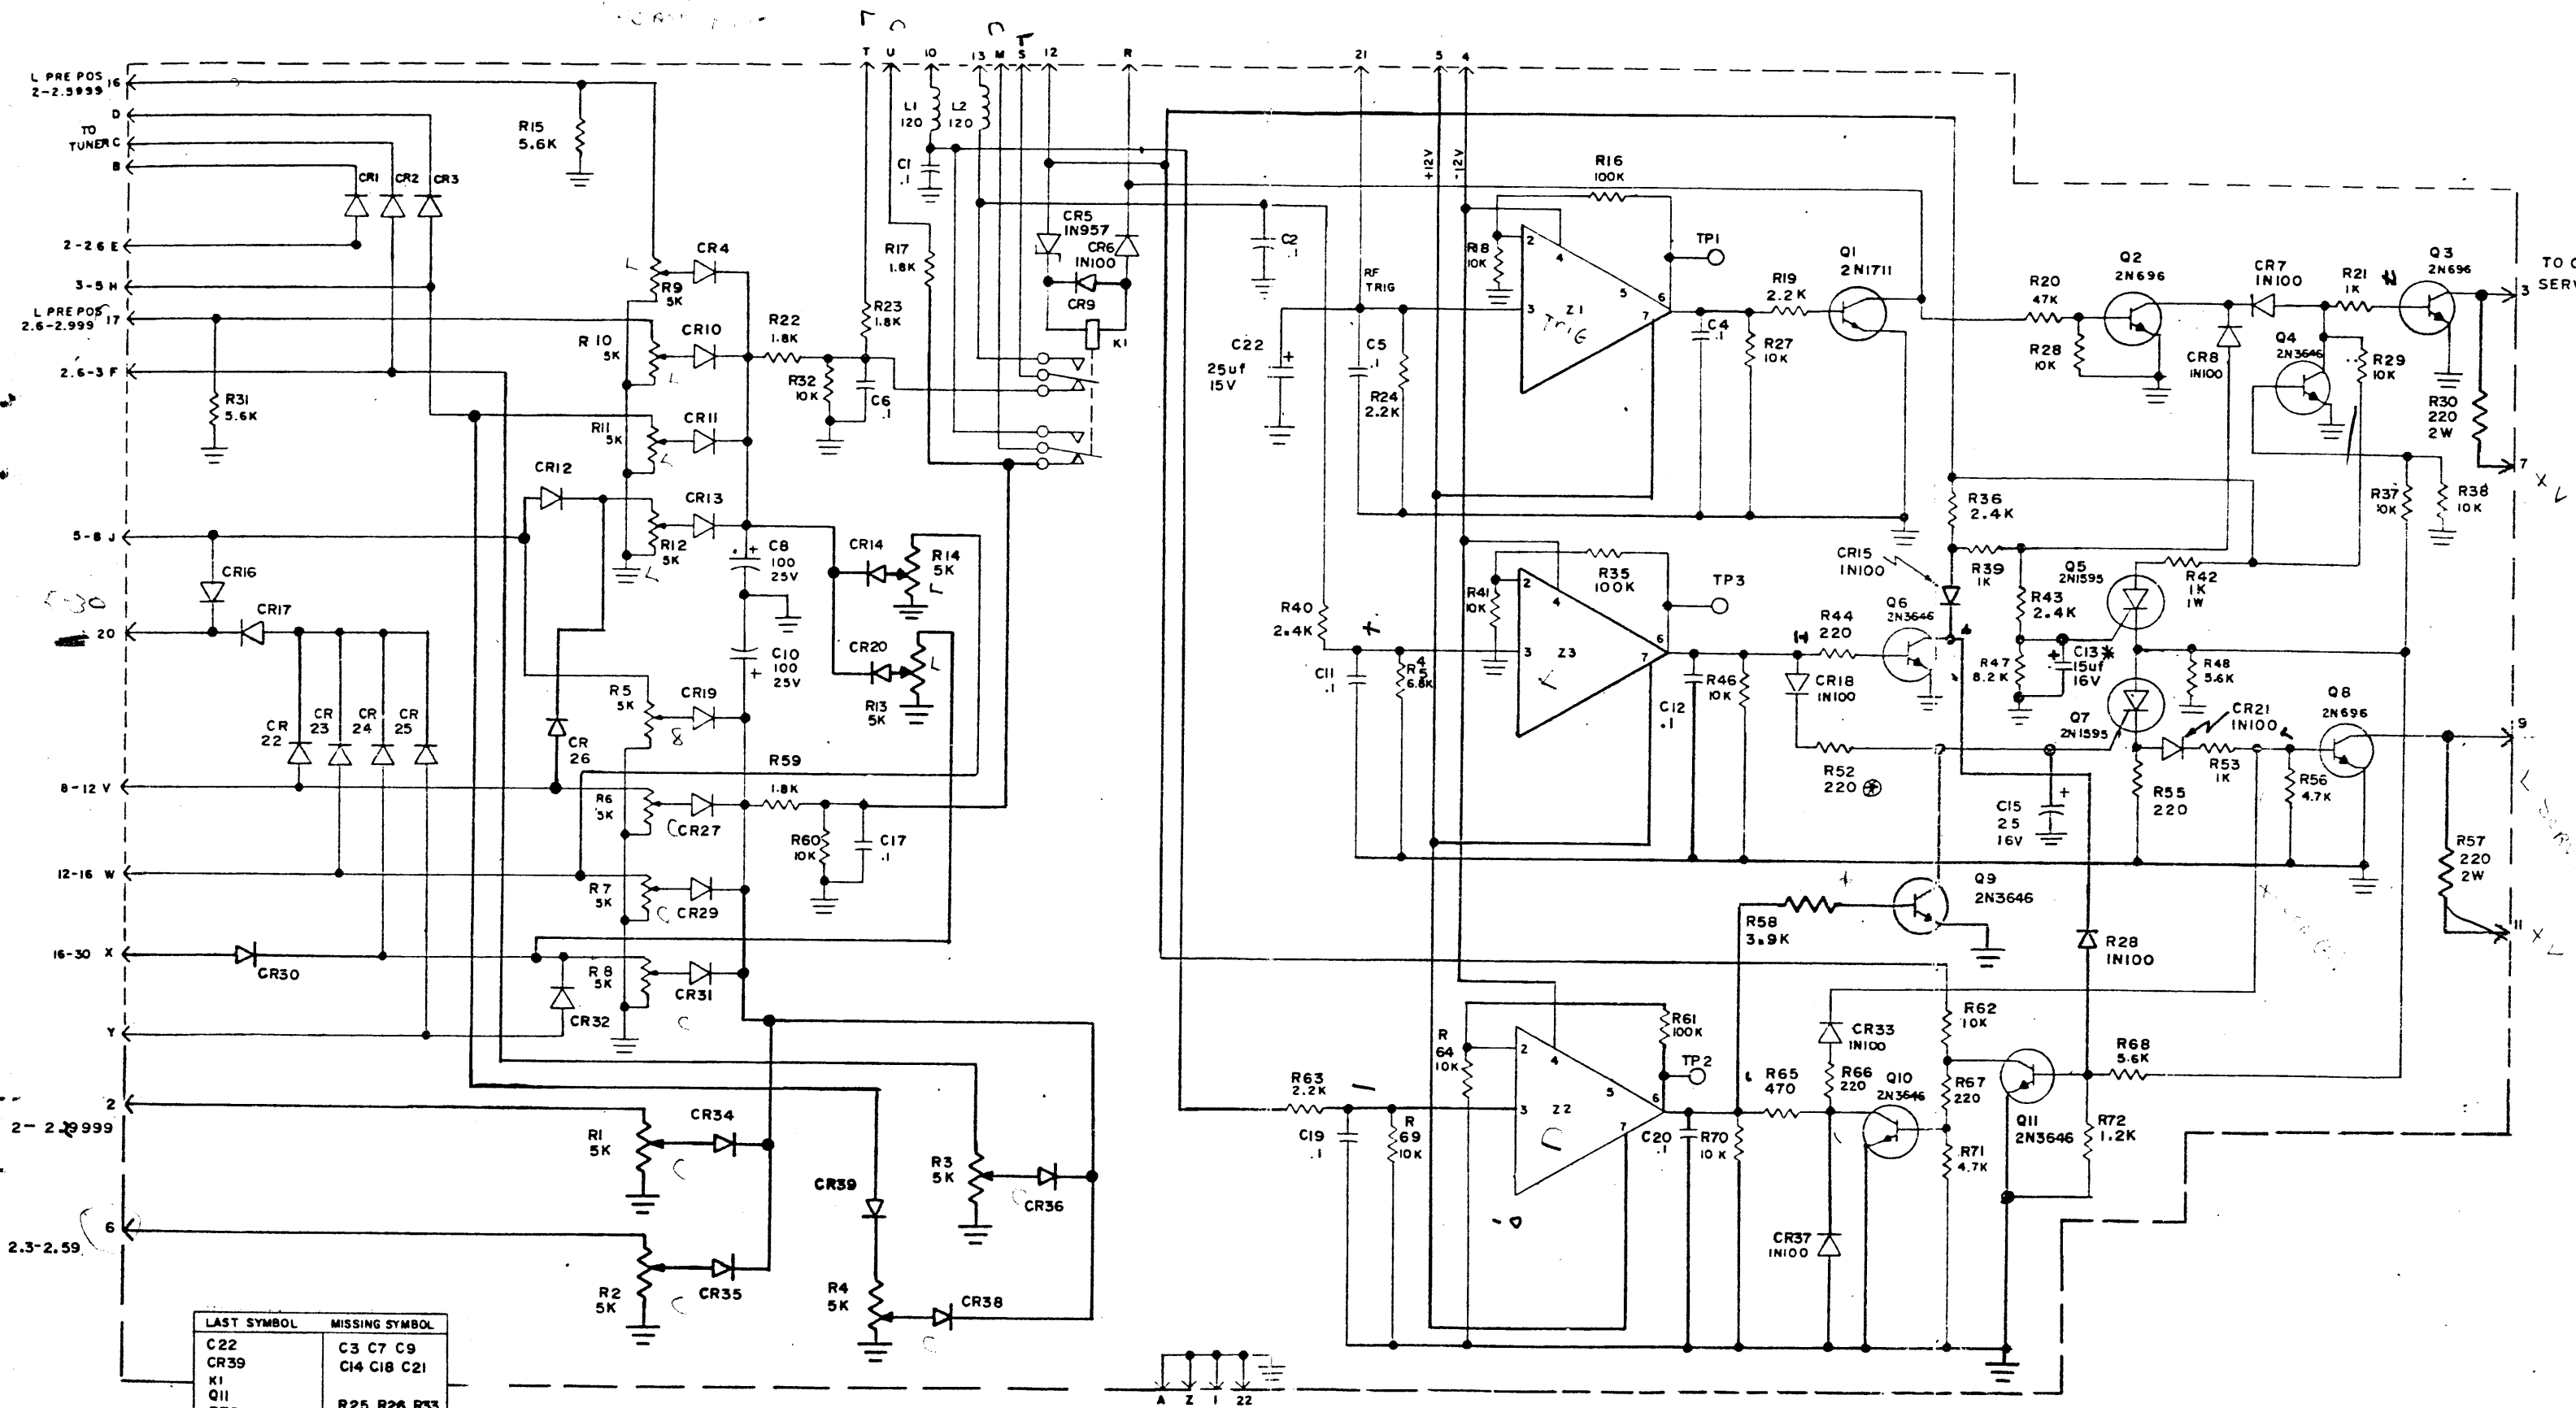 T U 10 13 M S 12 R 21 5 4
L PRE POS 16
2-2.5999
D
TO
TUNER C
B
CR1 CR2 CR3
R15
5.6K
L1
120
L2
120
C1
.1
+12V
-12V
R16
100K
2-26 E
3-5 H
L PRE POS 17
2.6-2.999
2.6-3 F
R31
5.6K
CR4
R9
5K
R10
5K
CR10
R22
1.8K
R23
1.8K
R17
1.8K
R32
10K
C6
.1
R11
5K
CR11
CR12
R12
5K
CR13
CR5
1N957
CR6
1N100
CR9
K1
C2
.1
RF
TRIG
C22
25uf
15V
C5
.1
R24
2.2K
R18
10K
2
3
4
5
6
7
Z1
TRIG
TP1
C4
.1
R27
10K
R19
2.2K
Q1
2N1711
R20
47K
R28
10K
Q2
2N696
CR7
1N100
CR8
1N100
R21
1K
Q3
2N696
Q4
2N3646
R29
10K
R30
220
2W
3
7
R37
10K
R38
10K
5-8 J
CR16
CR17
20
C8
100
25V
C10
100
25V
CR14
R14
5K
CR20
R13
5K
R5
5K
CR19
CR
22
CR
23
CR
24
CR
25
CR
26
8-12 V
R6
5K
CR27
R59
1.8K
R60
10K
C17
.1
12-16 W
R7
5K
CR29
16-30 X
CR30
R8
5K
CR31
CR32
Y
R40
2.4K
C11
.1
R45
6.8K
R41
10K
R35
100K
2
3
4
6
7
Z3
TP3
C12
.1
R46
10K
R44
220
CR18
1N100
R52
220
Q6
2N3646
CR15
1N100
R36
2.4K
R39
1K
R43
2.4K
R47
8.2K
C13*
15uf
16V
Q5
2N1595
R42
1K
1W
R48
5.6K
Q7
2N1595
CR21
1N100
R53
1K
R55
220
R56
4.7K
Q8
2N696
9
R57
220
2W
11
C15
25
16V
R58
3.9K
Q9
2N3646
R28
1N100
2
6
2.3-2.59
R1
5K
CR34
R2
5K
CR35
R3
5K
CR36
CR39
R4
5K
CR38
R63
2.2K
C19
.1
R
69
10K
R
64
10K
R61
100K
2
3
4
5
6
7
Z2
TP2
C20
.1
R70
10K
R65
470
CR33
1N100
R66
220
Q10
2N3646
R62
10K
R67
220
R71
4.7K
Q11
2N3646
R68
5.6K
R72
1.2K
CR37
1N100
LAST SYMBOL MISSING SYMBOL
C22 C3 C7 C9
CR39 C14 C18 C21
K1
Q11
R25 R26 R33
A Z 1 22